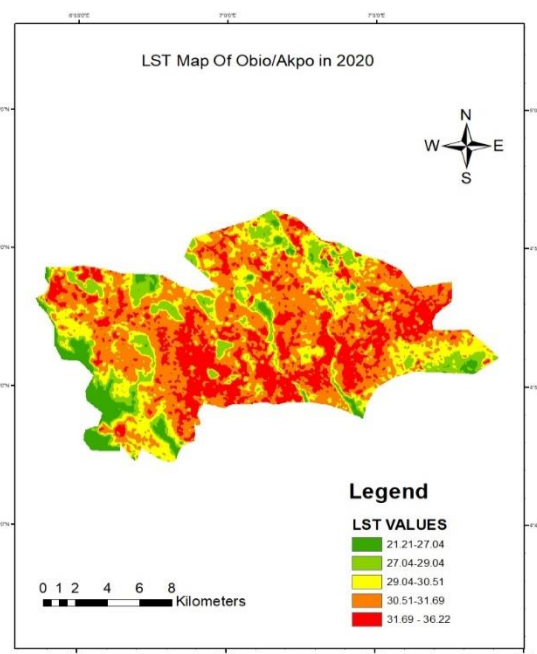 LST Map Of Obio/Akpo in 2020
N
W E
S
Legend
LST VALUES
21.21-27.04
27.04-29.04
29.04-30.51
30.51-31.69
31.69 - 36.22
0 1 2 4 6 8
Kilometers